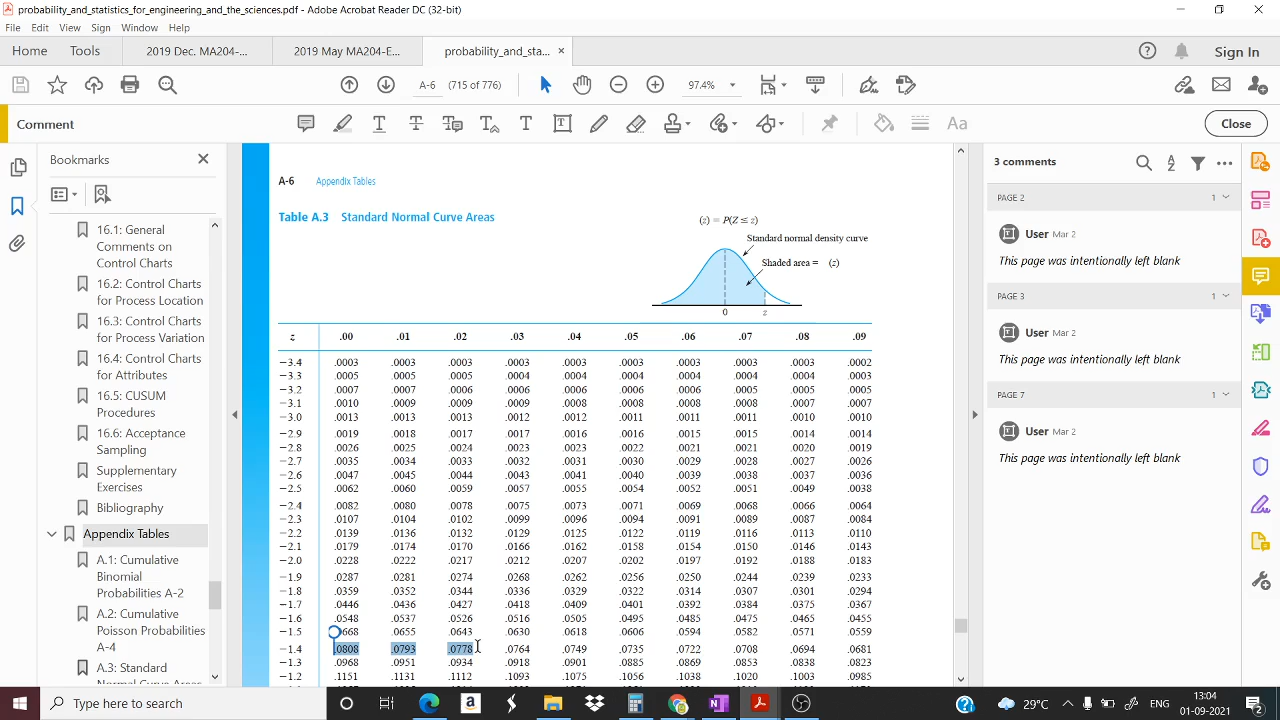 probability_and_statistics_for_engineering_and_the_sciences.pdf - Adobe Acrobat Reader DC (32-bit)
File Edit View Sign Window Help
Home Tools 2019 Dec. MA204-... 2019 May MA204-E... probability_and_sta... × Sign In
A-6 (715 of 776) 97.4%
Comment Close
Bookmarks
16.1: General
Comments on
Control Charts
16.2: Control Charts
for Process Location
16.3: Control Charts
for Process Variation
16.4: Control Charts
for Attributes
16.5: CUSUM
Procedures
16.6: Acceptance
Sampling
Supplementary
Exercises
Bibliography
Appendix Tables
A.1: Cumulative
Binomial
Probabilities A-2
A.2: Cumulative
Poisson Probabilities
A-4
A.3: Standard
Normal Curve Areas
A-6 Appendix Tables
Table A.3 Standard Normal Curve Areas
(z) = P(Z ≤ z)
Standard normal density curve
Shaded area = (z)
0 z
z .00 .01 .02 .03 .04 .05 .06 .07 .08 .09
−3.4 .0003 .0003 .0003 .0003 .0003 .0003 .0003 .0003 .0003 .0002
−3.3 .0005 .0005 .0005 .0004 .0004 .0004 .0004 .0004 .0004 .0003
−3.2 .0007 .0007 .0006 .0006 .0006 .0006 .0006 .0005 .0005 .0005
−3.1 .0010 .0009 .0009 .0009 .0008 .0008 .0008 .0008 .0007 .0007
−3.0 .0013 .0013 .0013 .0012 .0012 .0011 .0011 .0011 .0010 .0010
−2.9 .0019 .0018 .0017 .0017 .0016 .0016 .0015 .0015 .0014 .0014
−2.8 .0026 .0025 .0024 .0023 .0023 .0022 .0021 .0021 .0020 .0019
−2.7 .0035 .0034 .0033 .0032 .0031 .0030 .0029 .0028 .0027 .0026
−2.6 .0047 .0045 .0044 .0043 .0041 .0040 .0039 .0038 .0037 .0036
−2.5 .0062 .0060 .0059 .0057 .0055 .0054 .0052 .0051 .0049 .0038
−2.4 .0082 .0080 .0078 .0075 .0073 .0071 .0069 .0068 .0066 .0064
−2.3 .0107 .0104 .0102 .0099 .0096 .0094 .0091 .0089 .0087 .0084
−2.2 .0139 .0136 .0132 .0129 .0125 .0122 .0119 .0116 .0113 .0110
−2.1 .0179 .0174 .0170 .0166 .0162 .0158 .0154 .0150 .0146 .0143
−2.0 .0228 .0222 .0217 .0212 .0207 .0202 .0197 .0192 .0188 .0183
−1.9 .0287 .0281 .0274 .0268 .0262 .0256 .0250 .0244 .0239 .0233
−1.8 .0359 .0352 .0344 .0336 .0329 .0322 .0314 .0307 .0301 .0294
−1.7 .0446 .0436 .0427 .0418 .0409 .0401 .0392 .0384 .0375 .0367
−1.6 .0548 .0537 .0526 .0516 .0505 .0495 .0485 .0475 .0465 .0455
−1.5 .0668 .0655 .0643 .0630 .0618 .0606 .0594 .0582 .0571 .0559
−1.4 .0808 .0793 .0778 .0764 .0749 .0735 .0722 .0708 .0694 .0681
−1.3 .0968 .0951 .0934 .0918 .0901 .0885 .0869 .0853 .0838 .0823
−1.2 .1151 .1131 .1112 .1093 .1075 .1056 .1038 .1020 .1003 .0985
3 comments
PAGE 2 1
User Mar 2
This page was intentionally left blank
PAGE 3 1
User Mar 2
This page was intentionally left blank
PAGE 7 1
User Mar 2
This page was intentionally left blank
Type here to search
29°C ENG 13:04
01-09-2021